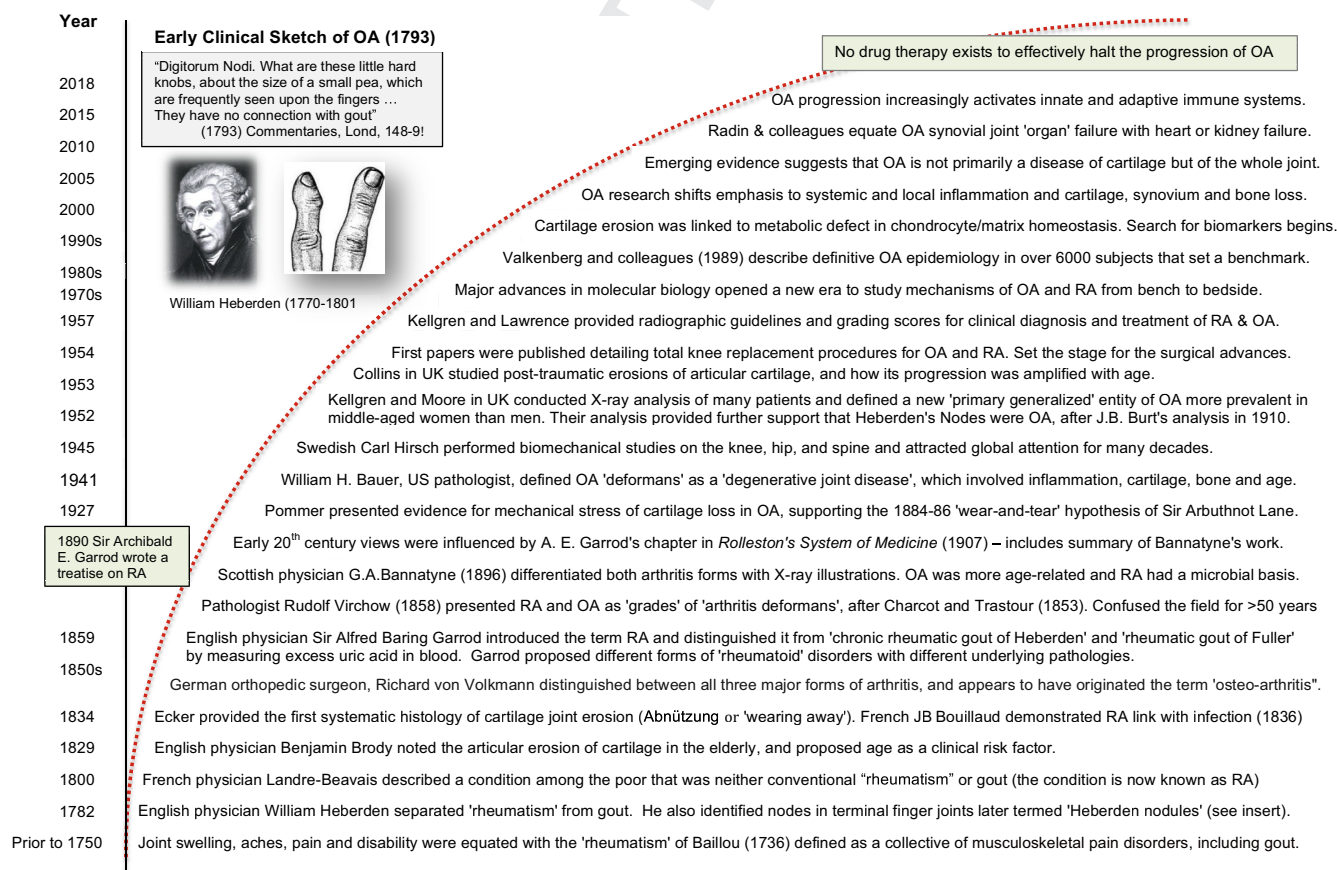 Year
Early Clinical Sketch of OA (1793)
"Digitorum Nodi. What are these little hard
knobs, about the size of a small pea, which
are frequently seen upon the fingers …
They have no connection with gout"
(1793) Commentaries, Lond, 148-9!
William Heberden (1770-1801
No drug therapy exists to effectively halt the progression of OA
2018
OA progression increasingly activates innate and adaptive immune systems.
2015
Radin & colleagues equate OA synovial joint 'organ' failure with heart or kidney failure.
2010
Emerging evidence suggests that OA is not primarily a disease of cartilage but of the whole joint.
2005
OA research shifts emphasis to systemic and local inflammation and cartilage, synovium and bone loss.
2000
Cartilage erosion was linked to metabolic defect in chondrocyte/matrix homeostasis. Search for biomarkers begins.
1990s
Valkenberg and colleagues (1989) describe definitive OA epidemiology in over 6000 subjects that set a benchmark.
1980s
1970s
Major advances in molecular biology opened a new era to study mechanisms of OA and RA from bench to bedside.
1957
Kellgren and Lawrence provided radiographic guidelines and grading scores for clinical diagnosis and treatment of RA & OA.
1954
First papers were published detailing total knee replacement procedures for OA and RA. Set the stage for the surgical advances.
1953
Collins in UK studied post-traumatic erosions of articular cartilage, and how its progression was amplified with age.
1952
Kellgren and Moore in UK conducted X-ray analysis of many patients and defined a new 'primary generalized' entity of OA more prevalent in
middle-aged women than men. Their analysis provided further support that Heberden's Nodes were OA, after J.B. Burt's analysis in 1910.
1945
Swedish Carl Hirsch performed biomechanical studies on the knee, hip, and spine and attracted global attention for many decades.
1941
William H. Bauer, US pathologist, defined OA 'deformans' as a 'degenerative joint disease', which involved inflammation, cartilage, bone and age.
1927
Pommer presented evidence for mechanical stress of cartilage loss in OA, supporting the 1884-86 'wear-and-tear' hypothesis of Sir Arbuthnot Lane.
1890 Sir Archibald
E. Garrod wrote a
treatise on RA
Early 20th century views were influenced by A. E. Garrod's chapter in Rolleston's System of Medicine (1907) – includes summary of Bannatyne's work.
Scottish physician G.A.Bannatyne (1896) differentiated both arthritis forms with X-ray illustrations. OA was more age-related and RA had a microbial basis.
Pathologist Rudolf Virchow (1858) presented RA and OA as 'grades' of 'arthritis deformans', after Charcot and Trastour (1853). Confused the field for >50 years
1859
English physician Sir Alfred Baring Garrod introduced the term RA and distinguished it from 'chronic rheumatic gout of Heberden' and 'rheumatic gout of Fuller'
by measuring excess uric acid in blood. Garrod proposed different forms of 'rheumatoid' disorders with different underlying pathologies.
1850s
German orthopedic surgeon, Richard von Volkmann distinguished between all three major forms of arthritis, and appears to have originated the term 'osteo-arthritis".
1834
Ecker provided the first systematic histology of cartilage joint erosion (Abnützung or 'wearing away'). French JB Bouillaud demonstrated RA link with infection (1836)
1829
English physician Benjamin Brody noted the articular erosion of cartilage in the elderly, and proposed age as a clinical risk factor.
1800
French physician Landre-Beavais described a condition among the poor that was neither conventional "rheumatism" or gout (the condition is now known as RA)
1782
English physician William Heberden separated 'rheumatism' from gout. He also identified nodes in terminal finger joints later termed 'Heberden nodules' (see insert).
Prior to 1750
Joint swelling, aches, pain and disability were equated with the 'rheumatism' of Baillou (1736) defined as a collective of musculoskeletal pain disorders, including gout.